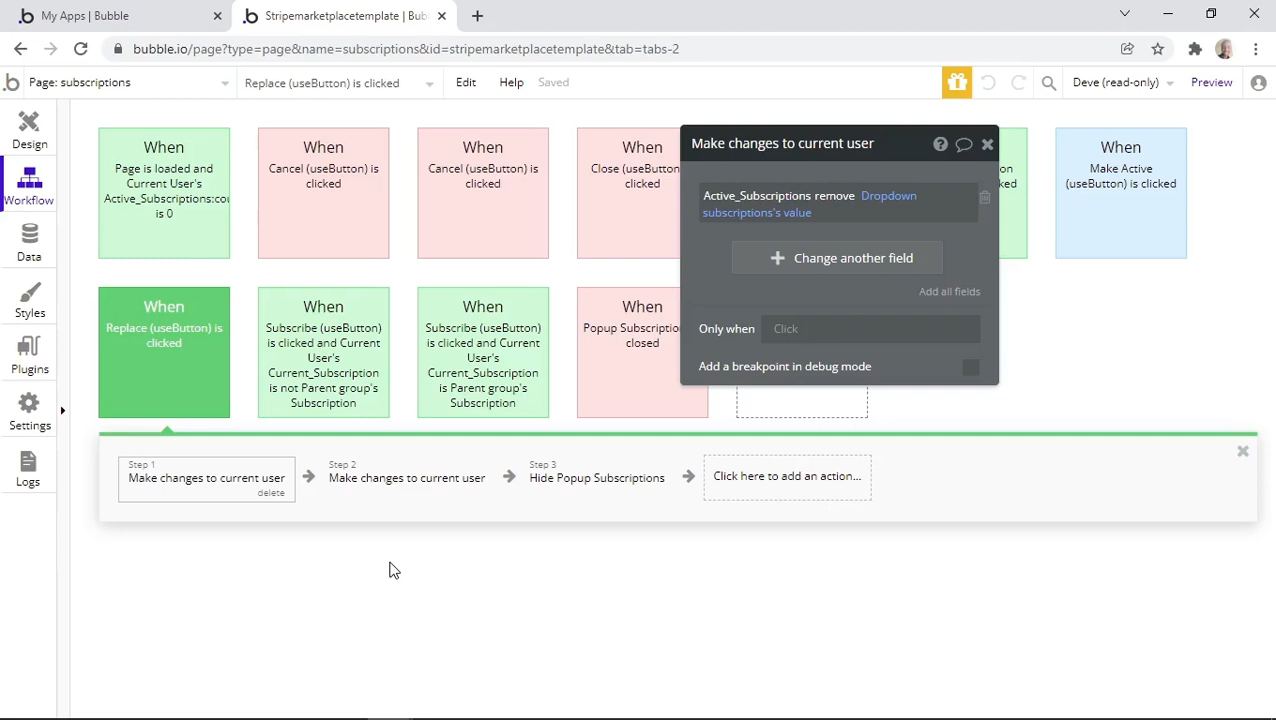 My Apps | Bubble
Stripemarketplacetemplate | Bub
bubble.io/page?type=page&name=subscriptions&id=stripemarketplacetemplate&tab=tabs-2
Page: subscriptions
Replace (useButton) is clicked
Edit
Help
Saved
Deve (read-only)
Preview
Design
Workflow
Data
Styles
Plugins
Settings
Logs
When
Page is loaded and
Current User's
Active_Subscriptions:cou
is 0
When
Cancel (useButton) is
clicked
When
Cancel (useButton) is
clicked
When
Close (useButton
clicked
When
Make Active
(useButton) is clicked
When
Replace (useButton) is
clicked
When
Subscribe (useButton)
is clicked and Current
User's
Current_Subscription
is not Parent group's
Subscription
When
Subscribe (useButton)
is clicked and Current
User's
Current_Subscription
is Parent group's
Subscription
When
Popup Subscription
closed
Make changes to current user
Active_Subscriptions remove Dropdown
subscriptions's value
Change another field
Add all fields
Only when
Click
Add a breakpoint in debug mode
Step 1
Make changes to current user
delete
Step 2
Make changes to current user
Step 3
Hide Popup Subscriptions
Click here to add an action...